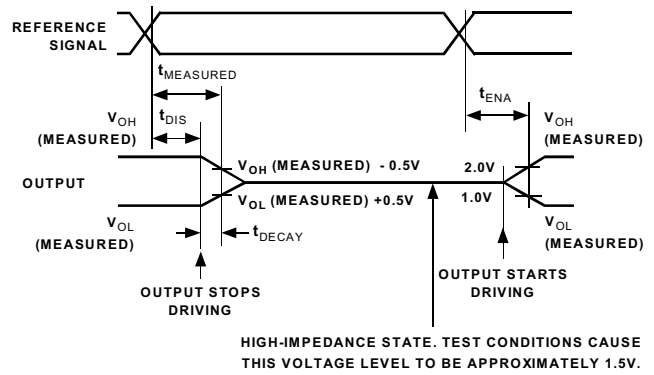 REFERENCE
SIGNAL
tMEASURED
tENA
VOH
(MEASURED)
tDIS
VOH
(MEASURED)
VOH (MEASURED) - 0.5V
2.0V
OUTPUT
VOL (MEASURED) +0.5V
1.0V
VOL
(MEASURED)
tDECAY
VOL
(MEASURED)
OUTPUT STOPS
DRIVING
OUTPUT STARTS
DRIVING
HIGH-IMPEDANCE STATE. TEST CONDITIONS CAUSE
THIS VOLTAGE LEVEL TO BE APPROXIMATELY 1.5V.